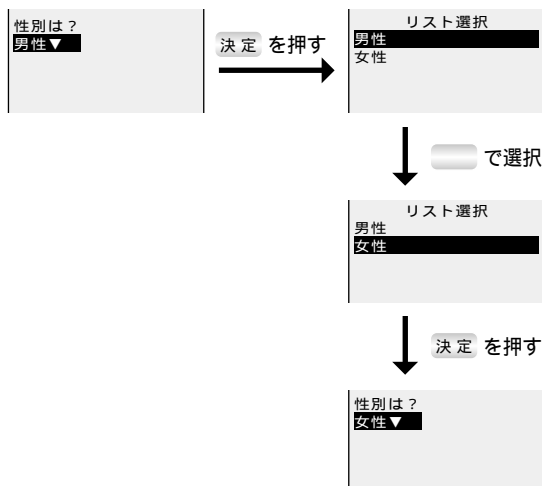 性別は？
男性▼
決定 を押す
リスト選択
男性
女性
で選択
リスト選択
男性
女性
決定 を押す
性別は？
女性▼